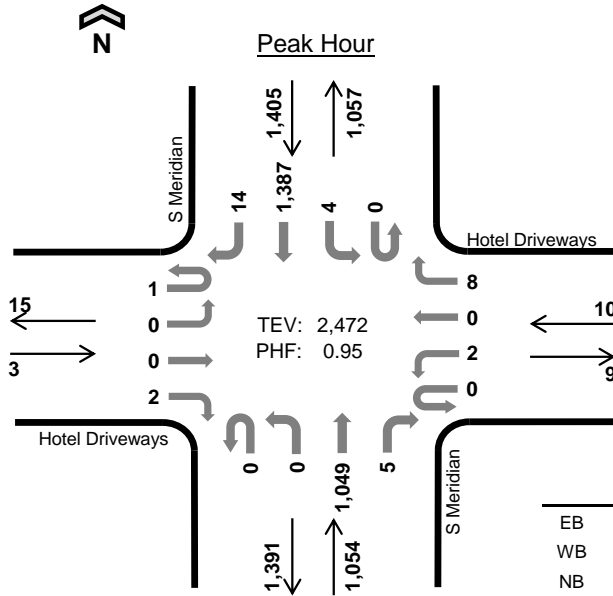 N
Peak Hour
1,405
1,057
S Meridian
14
1,387
4
0
Hotel Driveways
1
0
0
2
15
3
TEV: 2,472
PHF: 0.95
8
0
2
0
10
9
Hotel Driveways
0
0
1,049
5
S Meridian
1,391
1,054
EB
WB
NB